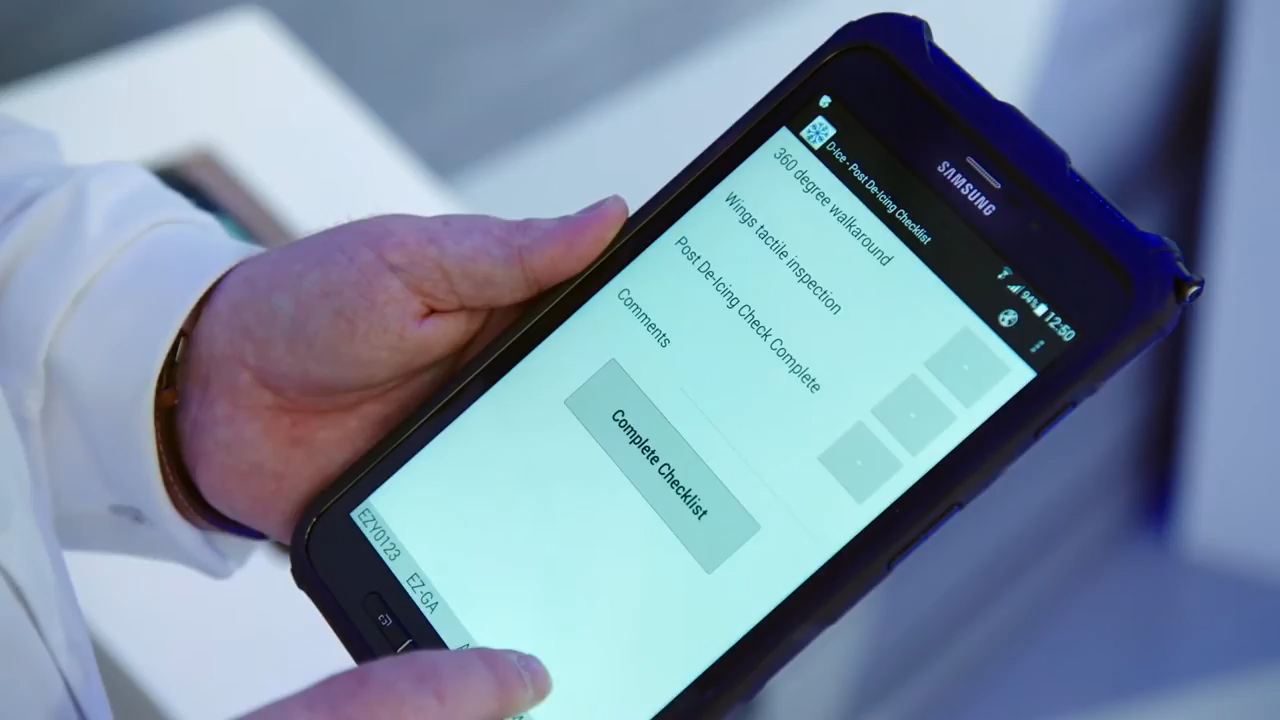 SAMSUNG
94% 12:50
D-Ice - Post De-Icing Checklist
360 degree walkaround
Wings tactile inspection
Post De-Icing Check Complete
Comments
Complete Checklist
EZY0123 EZ-GA